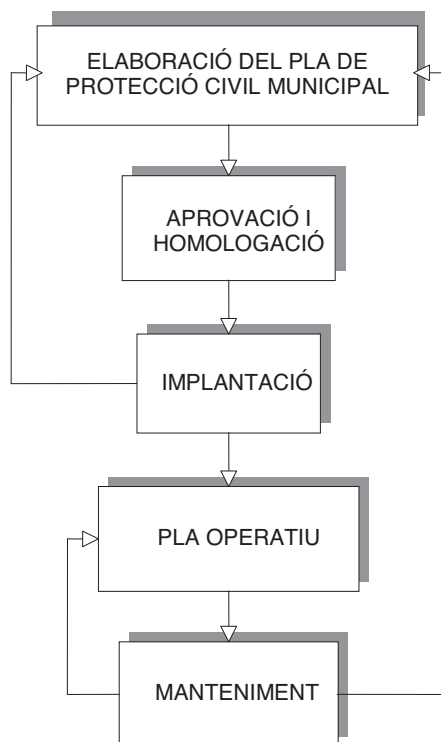 ELABORACIÓ DEL PLA DE
PROTECCIÓ CIVIL MUNICIPAL
APROVACIÓ I
HOMOLOGACIÓ
IMPLANTACIÓ
PLA OPERATIU
MANTENIMENT